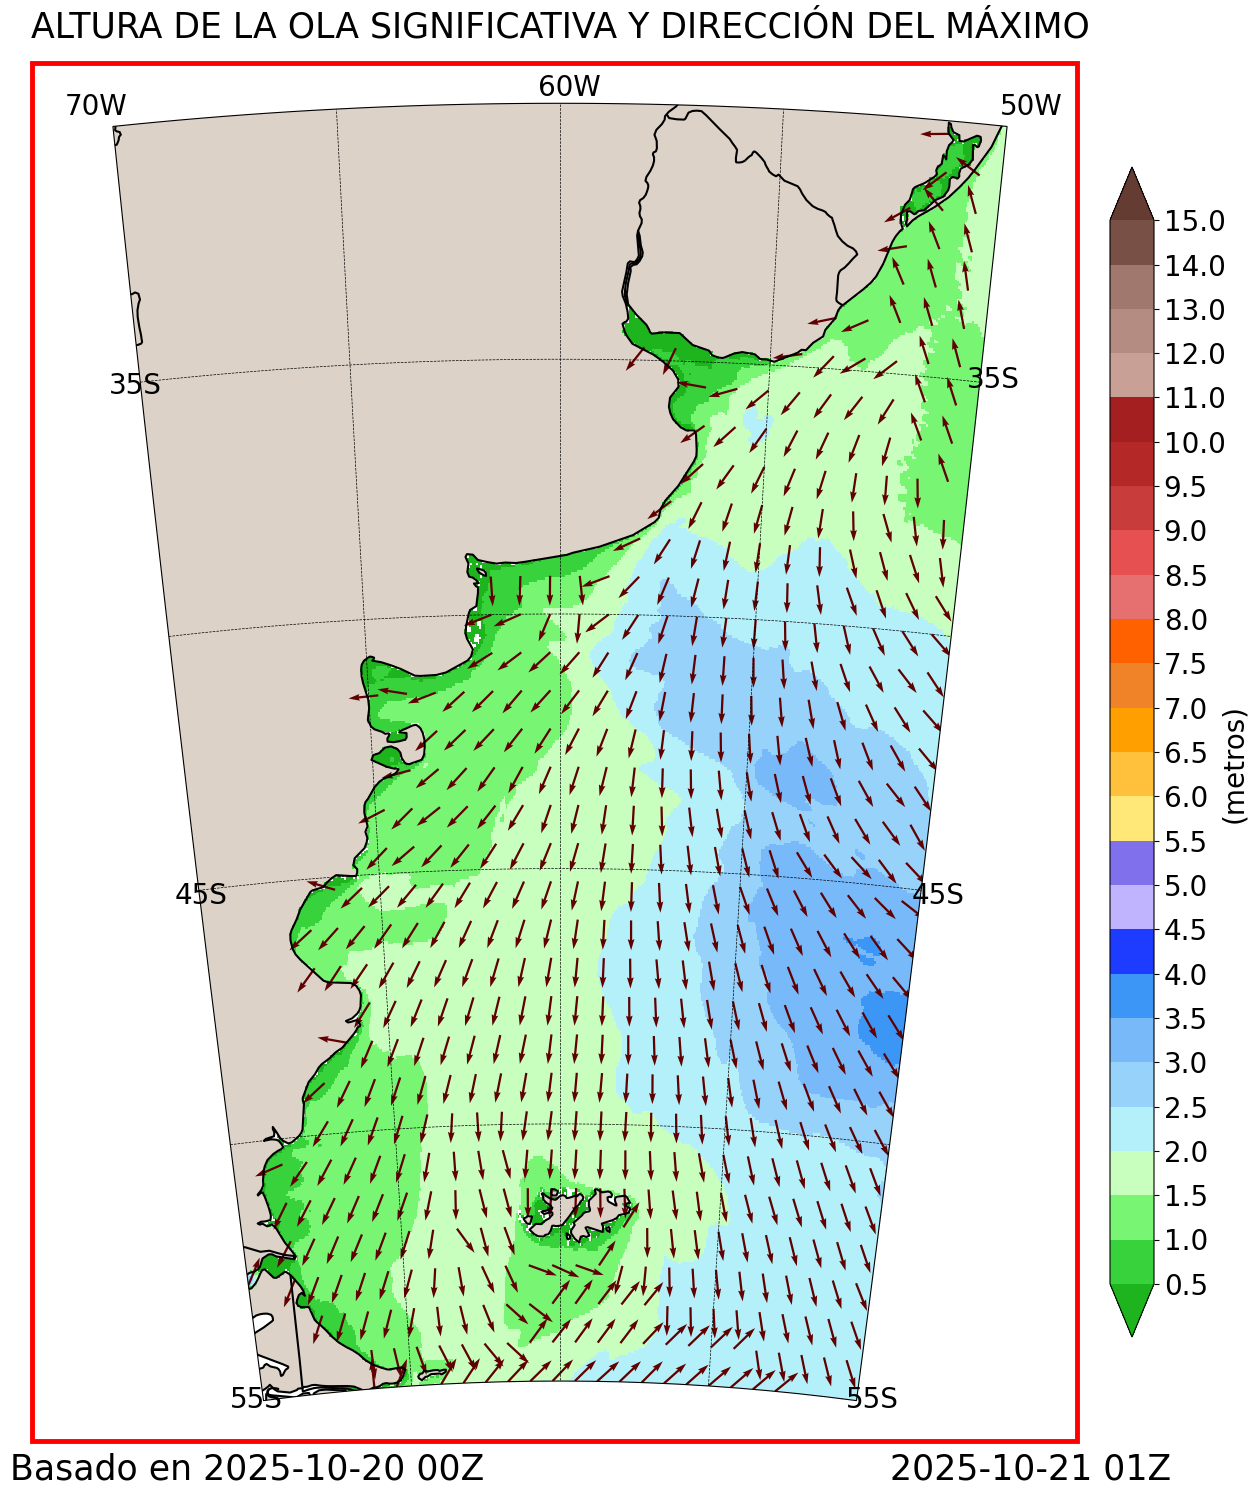 ALTURA DE LA OLA SIGNIFICATIVA Y DIRECCIÓN DEL MÁXIMO
70W
60W
50W
35S
35S
45S
45S
55S
55S
15.0
14.0
13.0
12.0
11.0
10.0
9.5
9.0
8.5
8.0
7.5
7.0
6.5
6.0
5.5
5.0
4.5
4.0
3.5
3.0
2.5
2.0
1.5
1.0
0.5
(metros)
Basado en 2025-10-20 00Z
2025-10-21 01Z